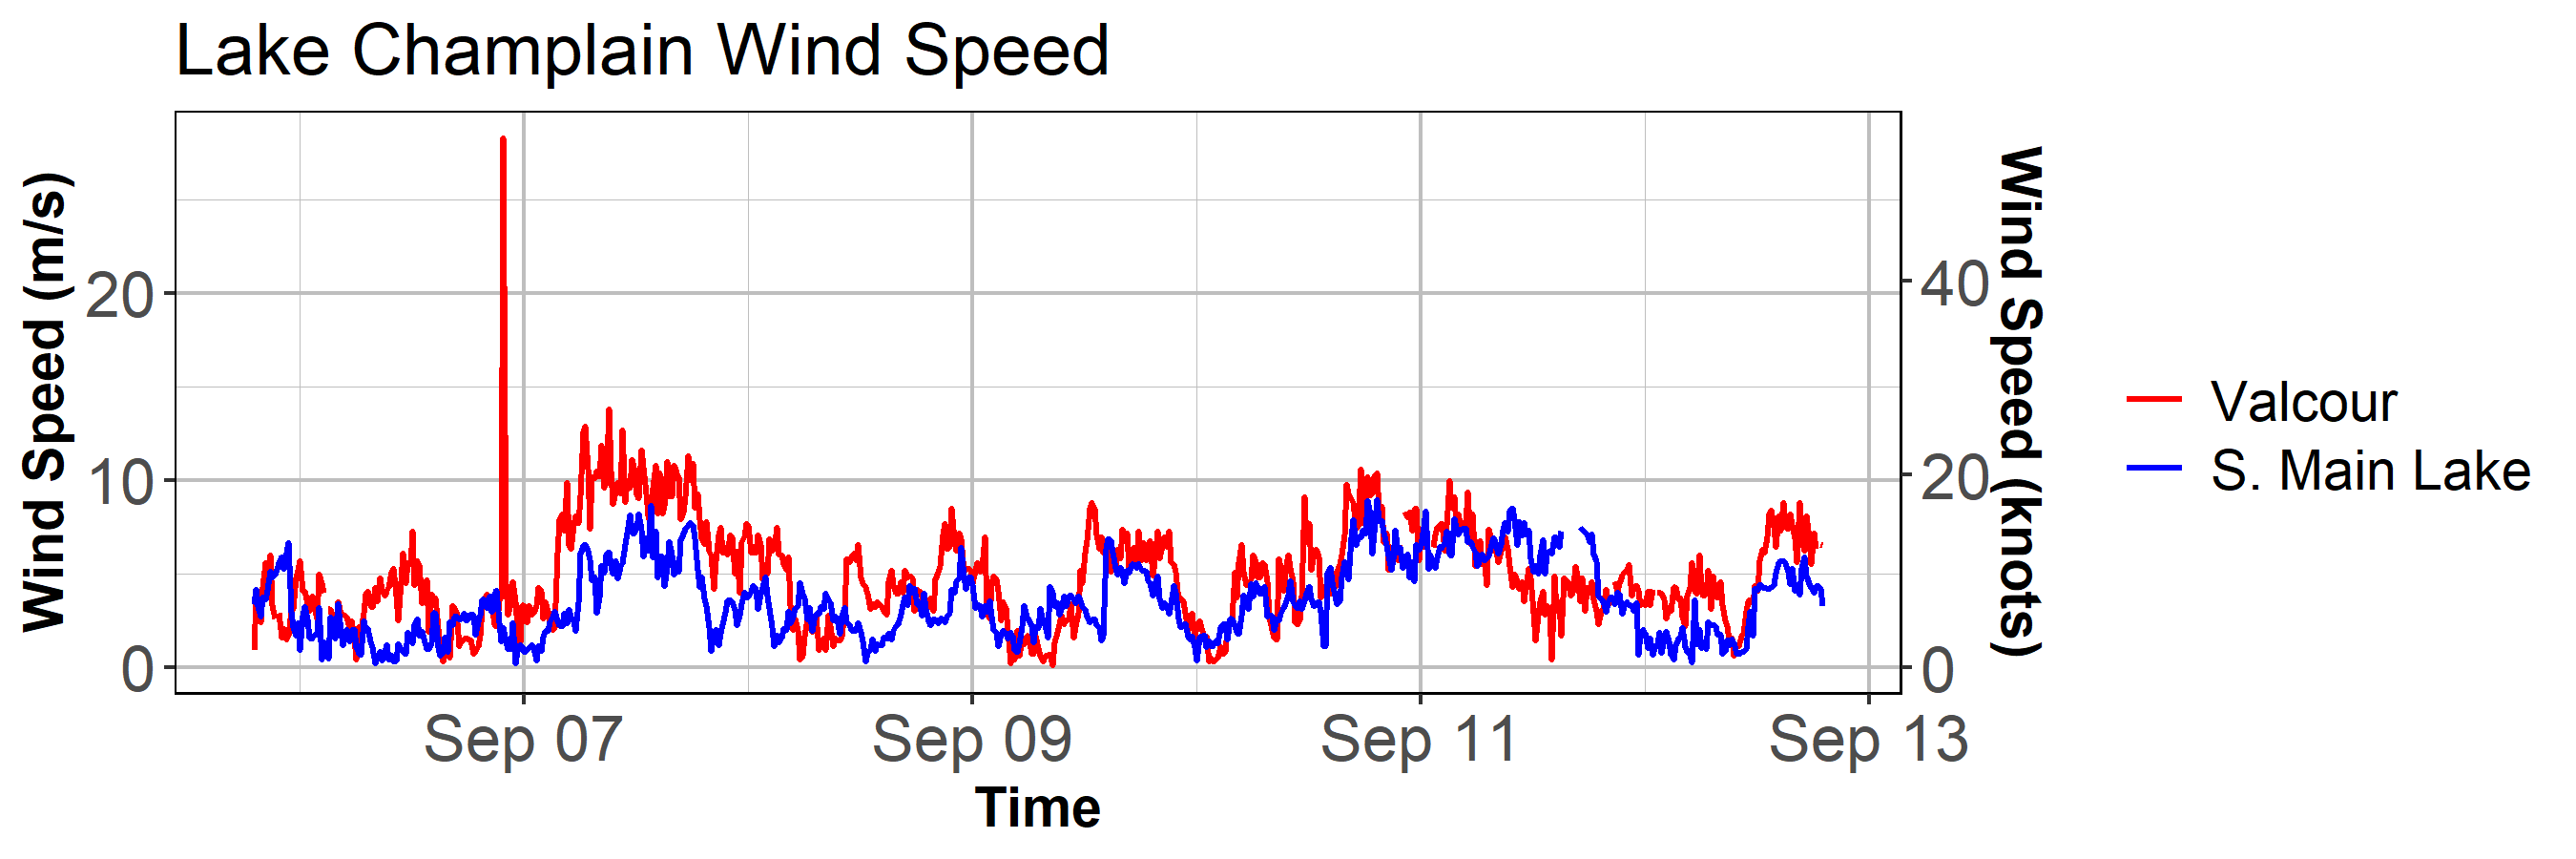 Lake Champlain Wind Speed
Wind Speed (m/s)
20
10
0
40
20
0
Wind Speed (knots)
Sep 07
Sep 09
Sep 11
Sep 13
Time
Valcour
S. Main Lake